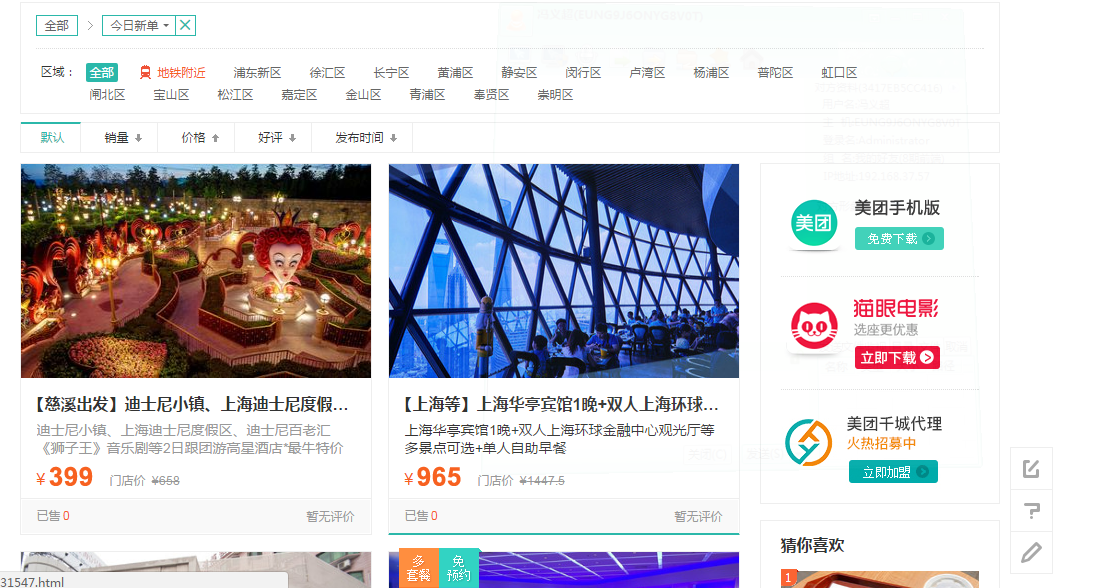 全部 > 今日新单 ×
区域： 全部 地铁附近 浦东新区 徐汇区 长宁区 黄浦区 静安区 闵行区 卢湾区 杨浦区 普陀区 虹口区
闸北区 宝山区 松江区 嘉定区 金山区 青浦区 奉贤区 崇明区
默认 销量 价格 好评 发布时间
【慈溪出发】迪士尼小镇、上海迪士尼度假...
迪士尼小镇、上海迪士尼度假区、迪士尼百老汇
《狮子王》音乐剧等2日跟团游高星酒店*最牛特价
¥399 门店价 ¥658
已售0 暂无评价
【上海等】上海华亭宾馆1晚+双人上海环球...
上海华亭宾馆1晚+双人上海环球金融中心观光厅等
多景点可选+单人自助早餐
¥965 门店价 ¥1447.5
已售0 暂无评价
多
套餐
免
预约
美团
美团手机版
免费下载
猫眼电影
选座更优惠
立即下载
美团千城代理
火热招募中
立即加盟
猜你喜欢
1
31547.html